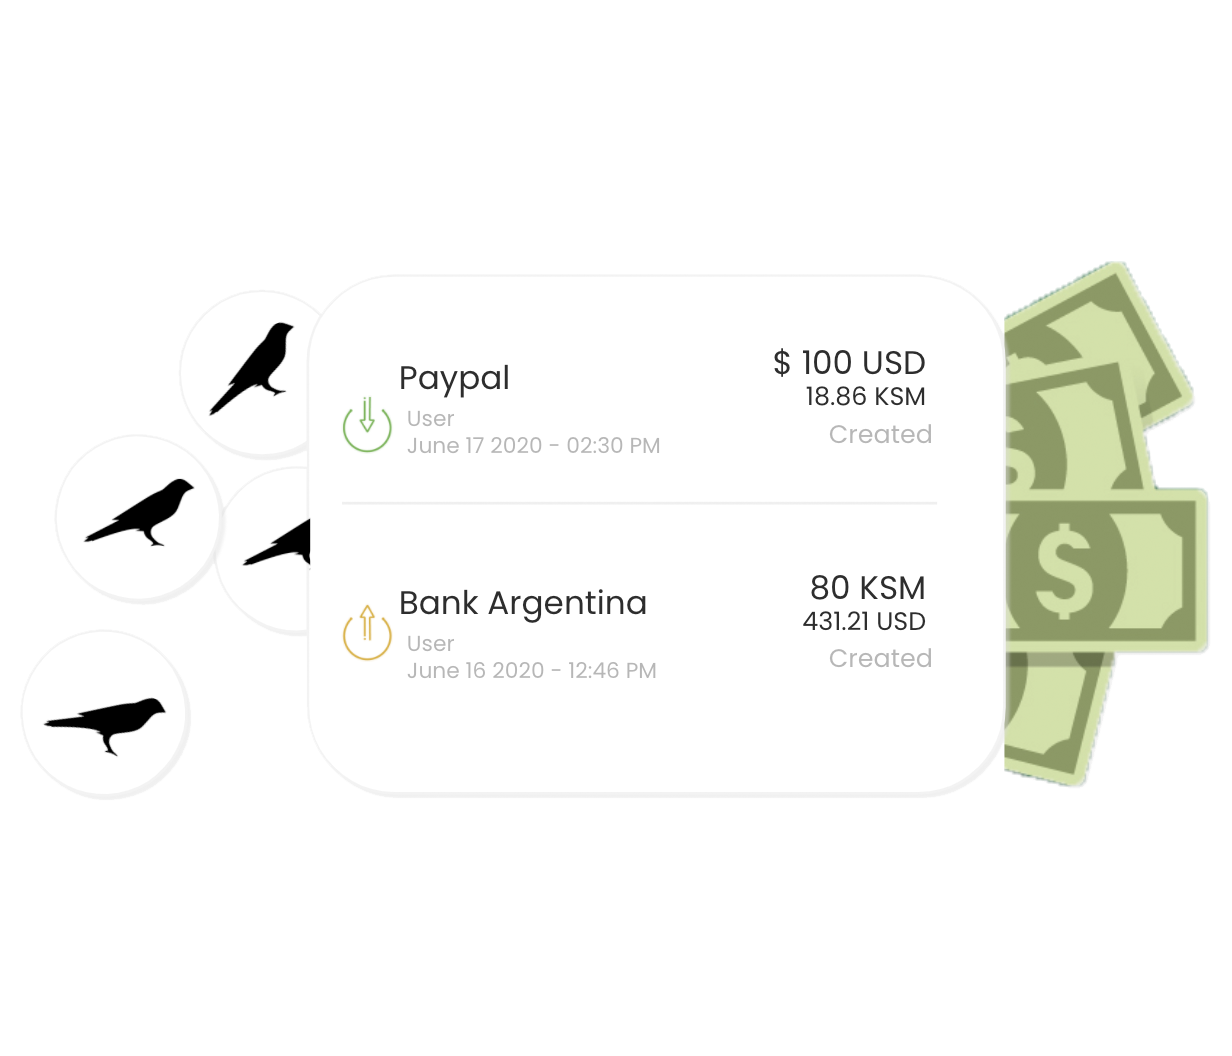 Paypal
$ 100 USD
18.86 KSM
User
Created
June 17 2020 - 02:30 PM
Bank Argentina
80 KSM
431.21 USD
User
Created
June 16 2020 - 12:46 PM
$
$